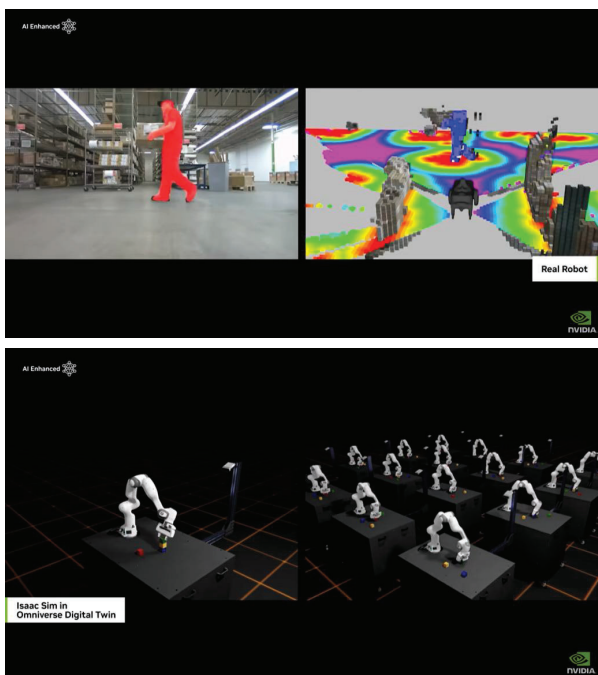 AI Enhanced
Real Robot
NVIDIA
AI Enhanced
Isaac Sim in
Omniverse Digital Twin
NVIDIA